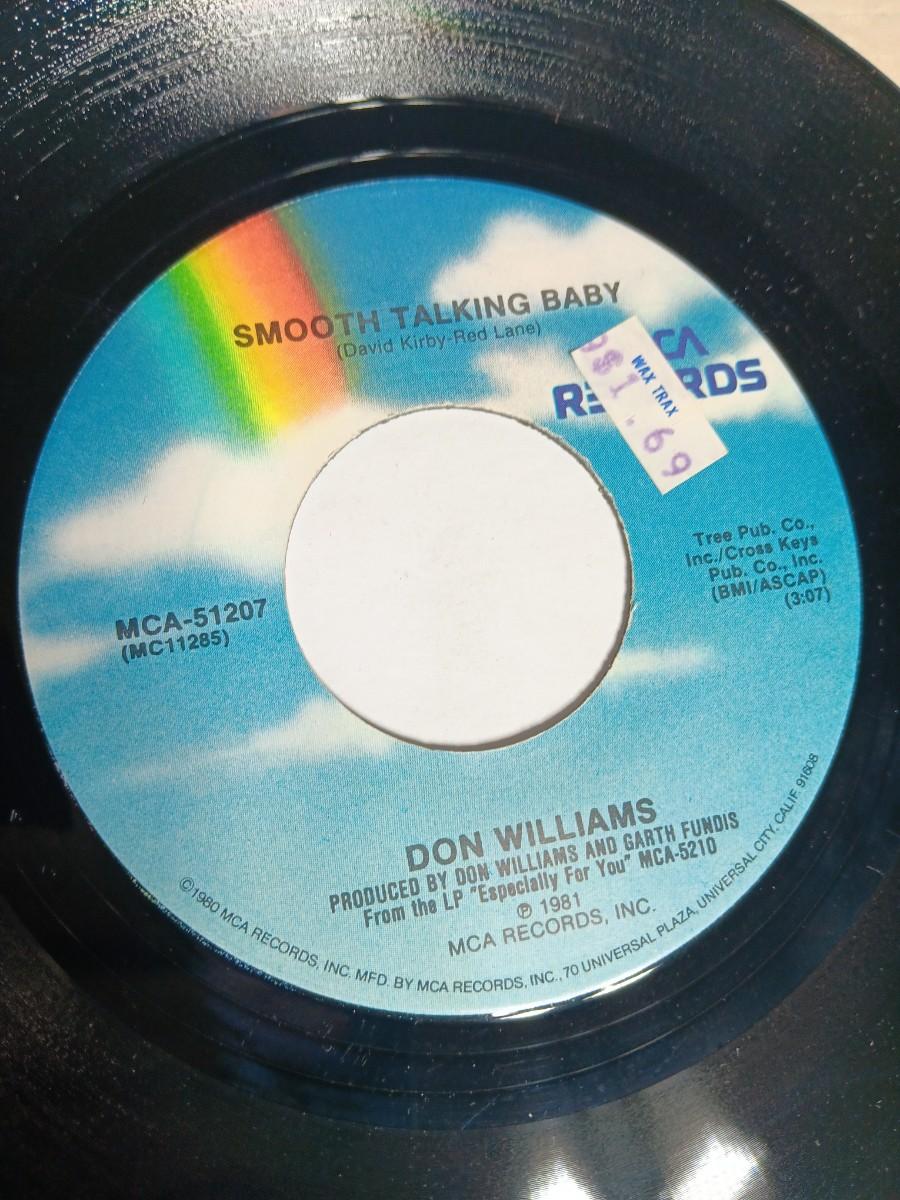 SMOOTH TALKING BABY
(David Kirby-Red Lane)
CA
RE RDS
WAX TRAX
$1.69
Tree Pub. Co.,
Inc./Cross Keys
Pub. Co., Inc.
(BMI/ASCAP)
(3:07)
MCA-51207
(MC11285)
DON WILLIAMS
PRODUCED BY DON WILLIAMS AND GARTH FUNDIS
From the LP "Especially For You" MCA-5210
℗ 1981
MCA RECORDS, INC.
©1980 MCA RECORDS, INC. MFD. BY MCA RECORDS, INC., 70 UNIVERSAL PLAZA, UNIVERSAL CITY, CALIF. 91608